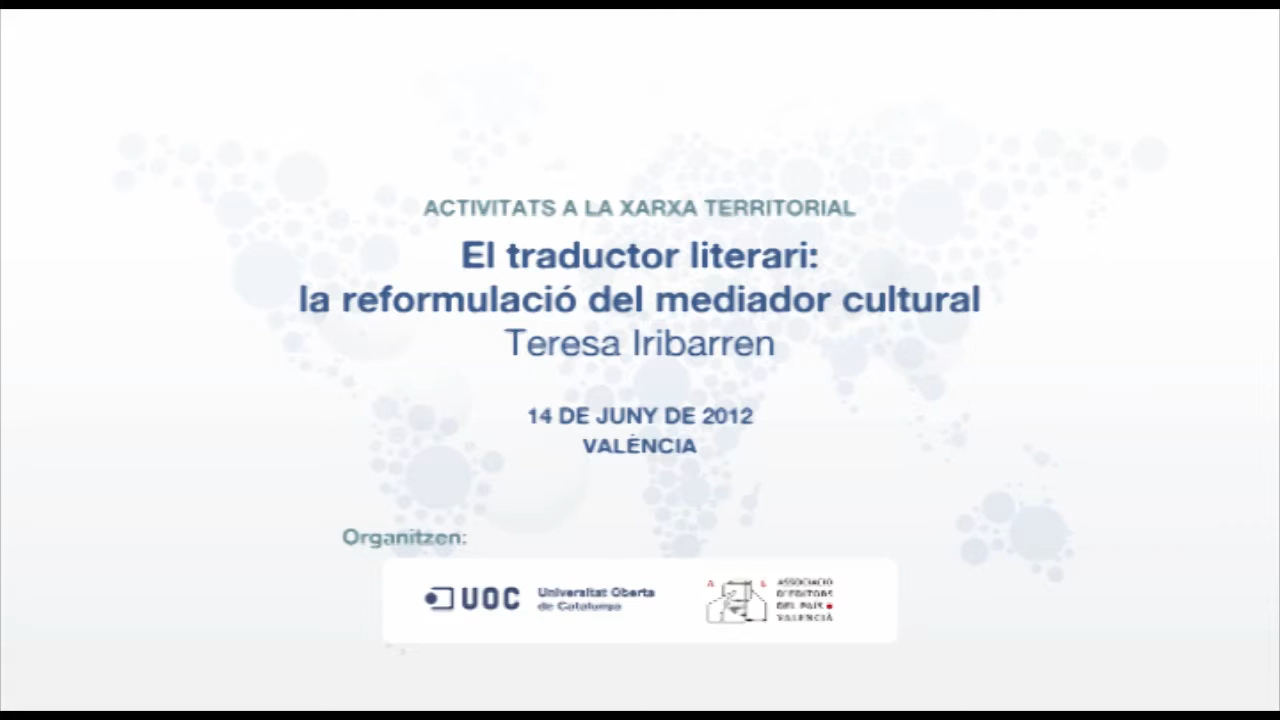 ACTIVITATS A LA XARXA TERRITORIAL
El traductor literari:
la reformulació del mediador cultural
Teresa Iribarren
14 DE JUNY DE 2012
VALÈNCIA
Organitzen:
UOC
Universitat Oberta
de Catalunya
A L
ASSOCIACIÓ
D'EDITORS
DEL PAÍS
VALENCIÀ